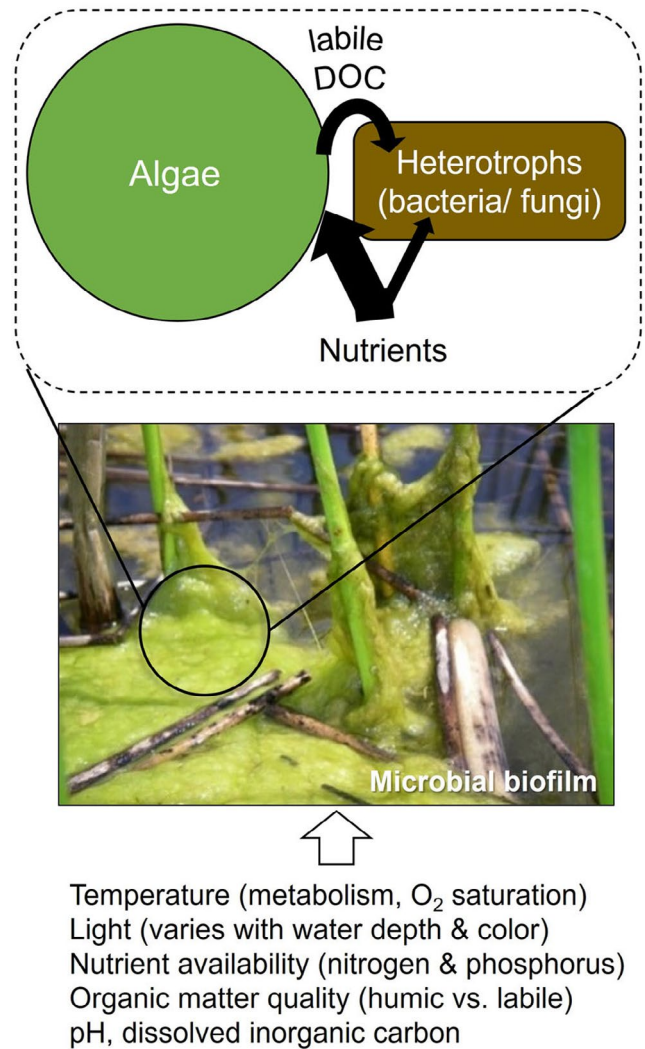 labile
DOC
Algae
Heterotrophs
(bacteria/ fungi)
Nutrients
Microbial biofilm
Temperature (metabolism, O₂ saturation)
Light (varies with water depth & color)
Nutrient availability (nitrogen & phosphorus)
Organic matter quality (humic vs. labile)
pH, dissolved inorganic carbon